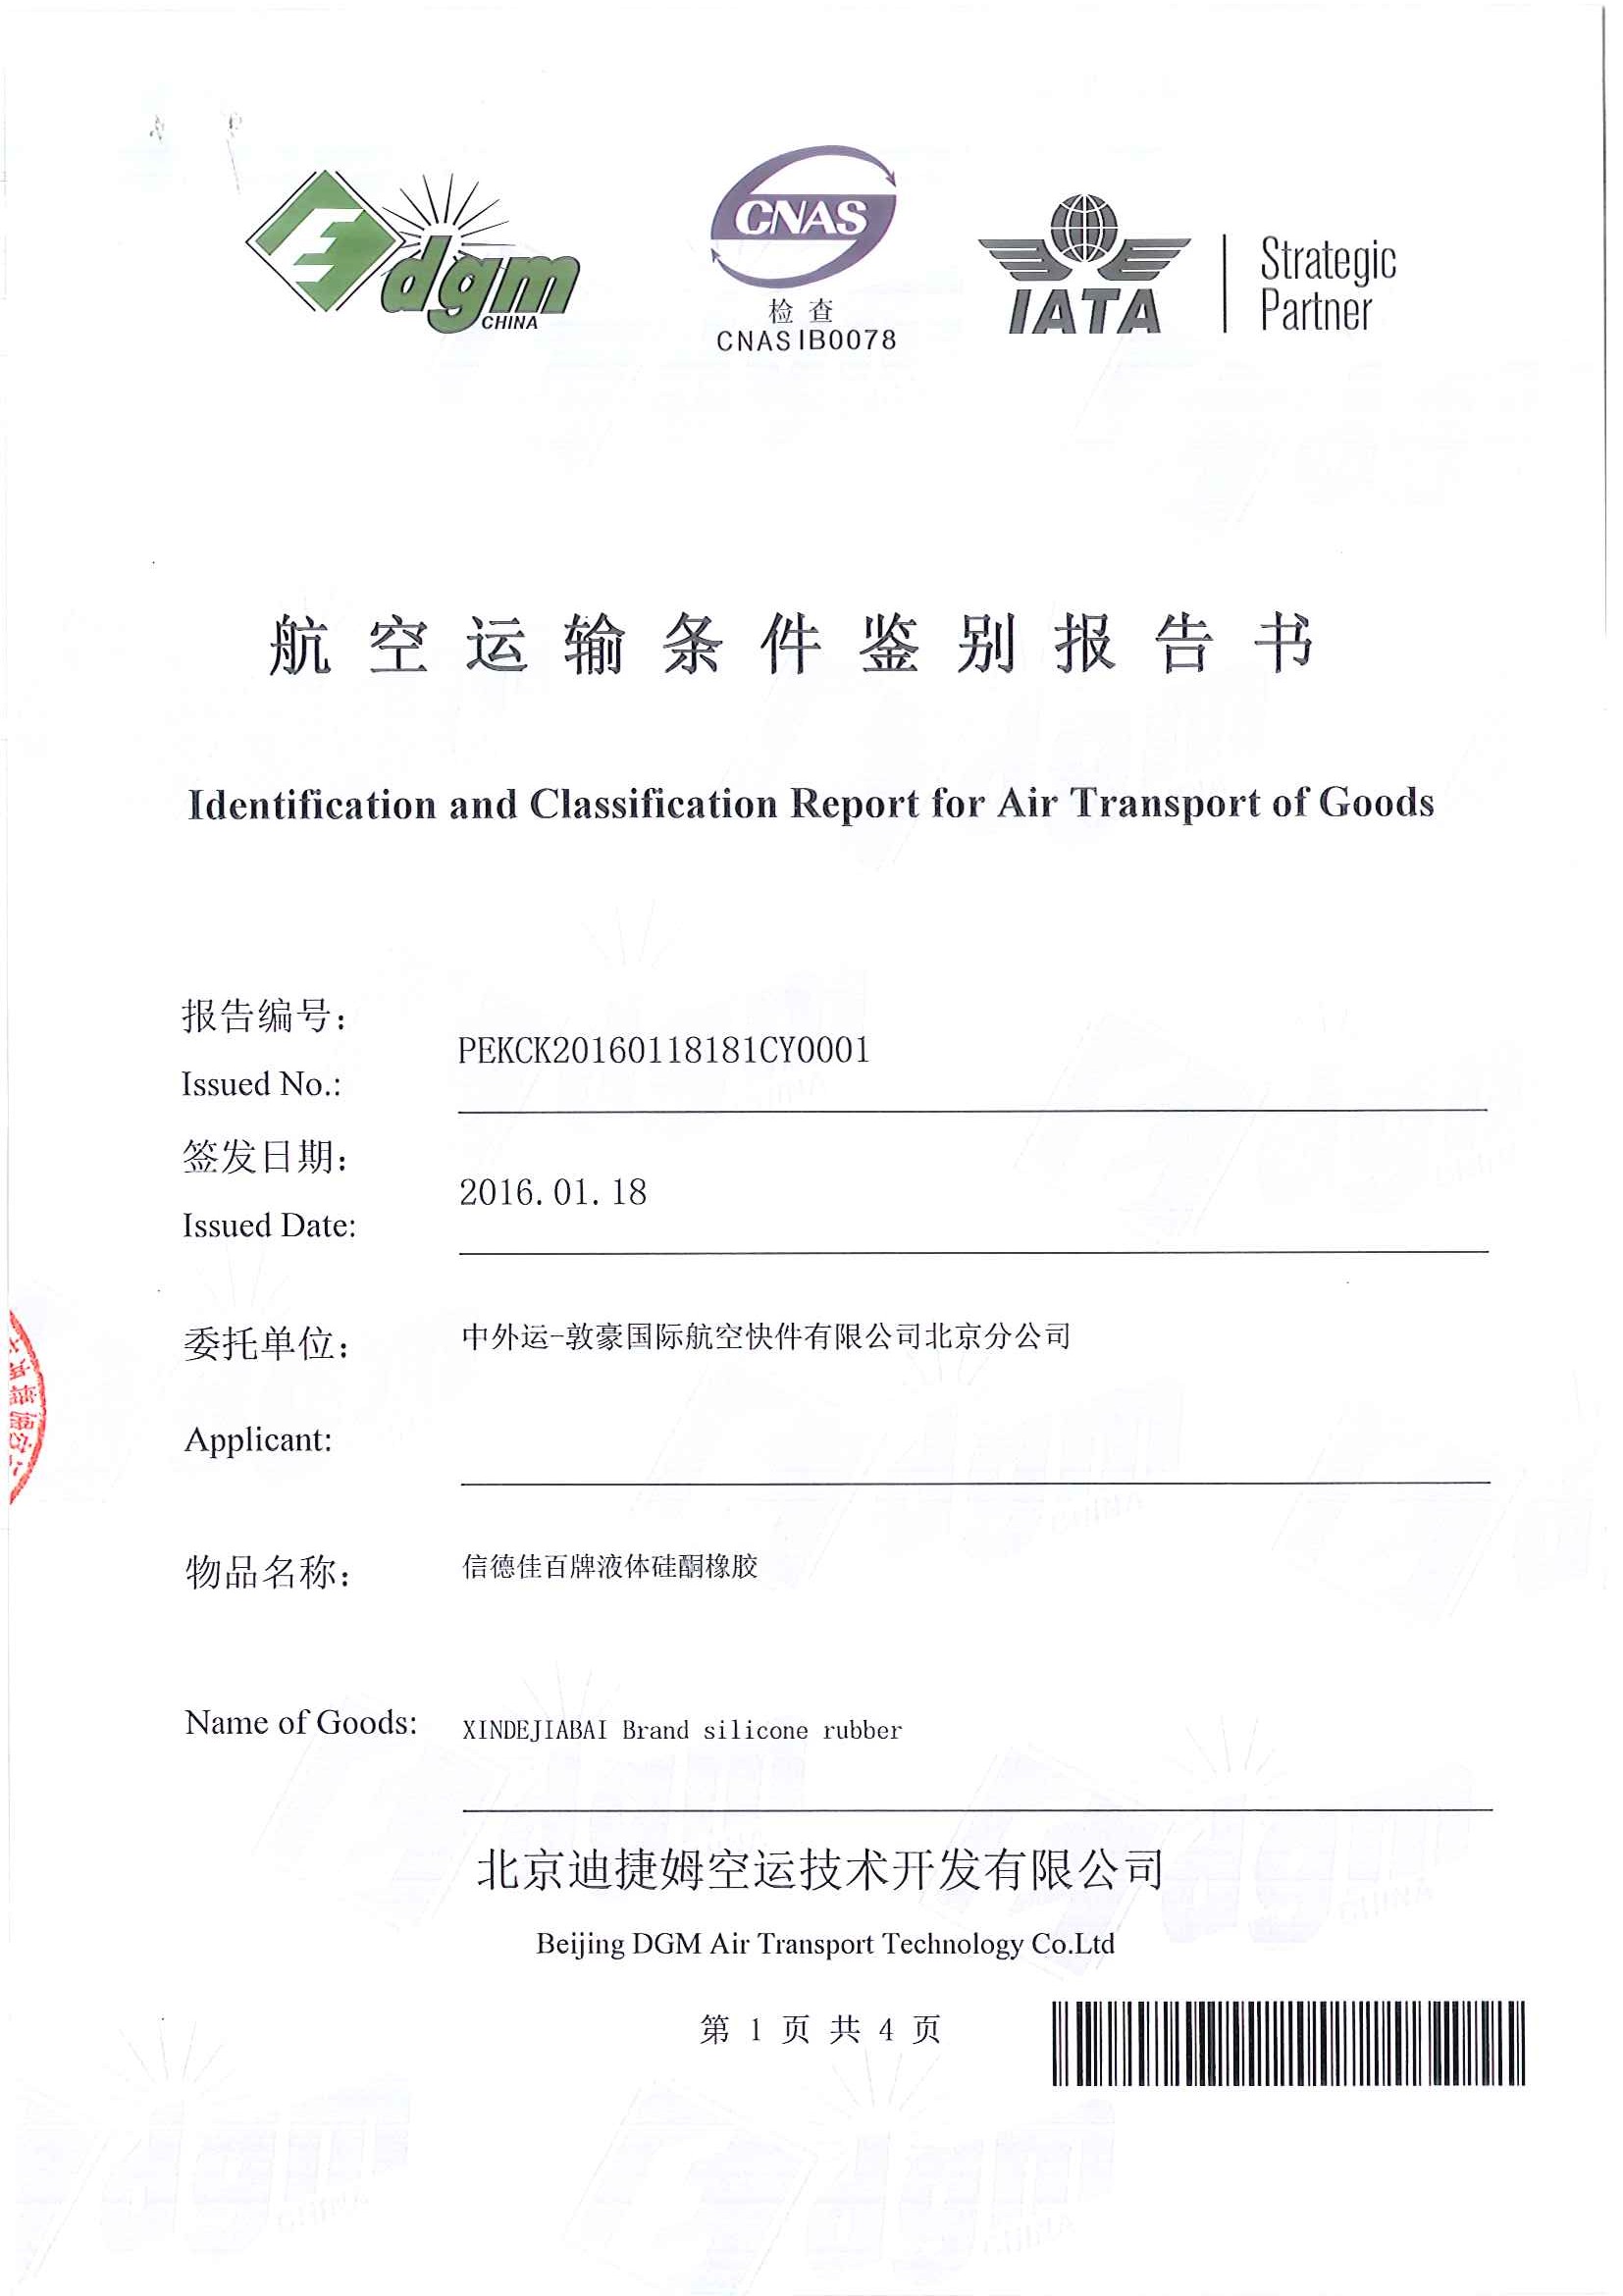 dgm
CHINA
CNAS
检 查
CNAS IB0078
IATA
Strategic
Partner
航空运输条件鉴别报告书
Identification and Classification Report for Air Transport of Goods
报告编号：
PEKCK20160118181CY0001
Issued No.:
签发日期：
2016.01.18
Issued Date:
委托单位：
中外运-敦豪国际航空快件有限公司北京分公司
Applicant:
物品名称：
信德佳百牌液体硅酮橡胶
Name of Goods:
XINDEJIABAI Brand silicone rubber
北京迪捷姆空运技术开发有限公司
Beijing DGM Air Transport Technology Co.Ltd
第 1 页 共 4 页